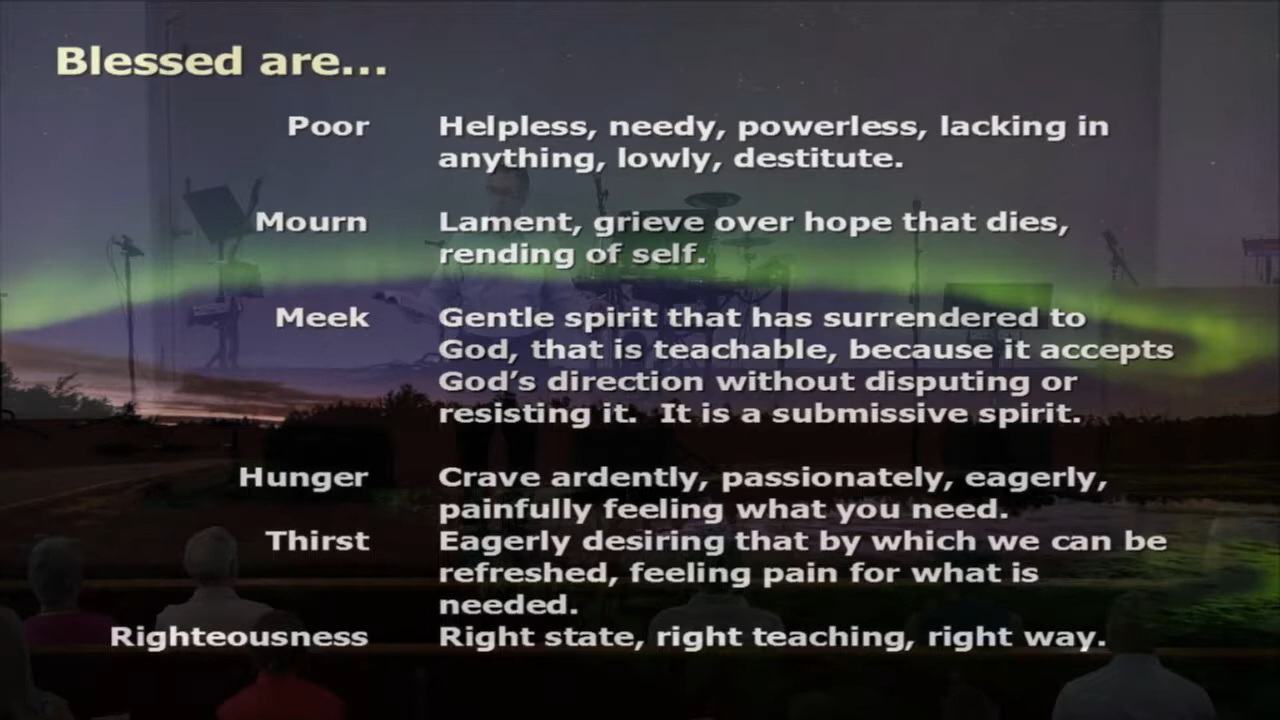 Blessed are...
Poor Helpless, needy, powerless, lacking in
anything, lowly, destitute.
Mourn Lament, grieve over hope that dies,
rending of self.
Meek Gentle spirit that has surrendered to
God, that is teachable, because it accepts
God's direction without disputing or
resisting it. It is a submissive spirit.
Hunger Crave ardently, passionately, eagerly,
painfully feeling what you need.
Thirst Eagerly desiring that by which we can be
refreshed, feeling pain for what is
needed.
Righteousness Right state, right teaching, right way.